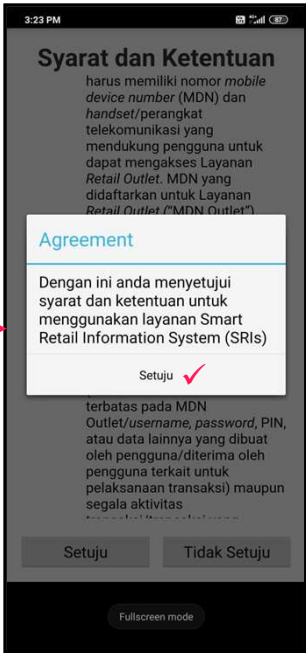 3:23 PM
87
Syarat dan Ketentuan
harus memiliki nomor mobile
device number (MDN) dan
handset/perangkat
telekomunikasi yang
mendukung pengguna untuk
dapat mengakses Layanan
Retail Outlet. MDN yang
didaftarkan untuk Layanan
Retail Outlet ("MDN Outlet")
Agreement
Dengan ini anda menyetujui
syarat dan ketentuan untuk
menggunakan layanan Smart
Retail Information System (SRIs)
Setuju
terbatas pada MDN
Outlet/username, password, PIN,
atau data lainnya yang dibuat
oleh pengguna/diterima oleh
pengguna terkait untuk
pelaksanaan transaksi) maupun
segala aktivitas
Setuju Tidak Setuju
Fullscreen mode